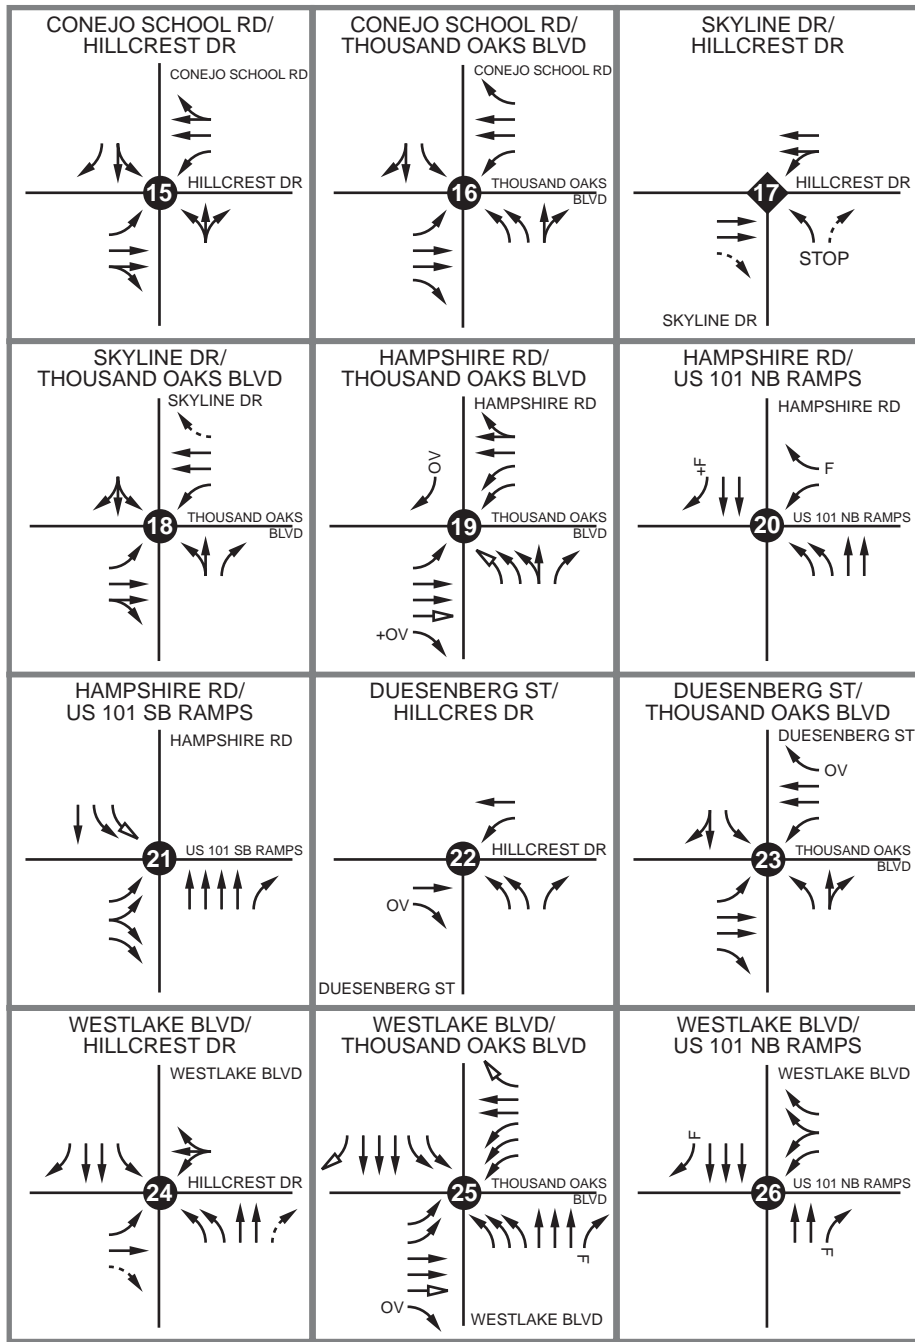 CONEJO SCHOOL RD/
HILLCREST DR
CONEJO SCHOOL RD
15
HILLCREST DR
CONEJO SCHOOL RD/
THOUSAND OAKS BLVD
CONEJO SCHOOL RD
16
THOUSAND OAKS
BLVD
SKYLINE DR/
HILLCREST DR
17
HILLCREST DR
STOP
SKYLINE DR
SKYLINE DR/
THOUSAND OAKS BLVD
SKYLINE DR
18
THOUSAND OAKS
BLVD
HAMPSHIRE RD/
THOUSAND OAKS BLVD
HAMPSHIRE RD
OV
19
THOUSAND OAKS
BLVD
+OV
HAMPSHIRE RD/
US 101 NB RAMPS
HAMPSHIRE RD
+F
F
20
US 101 NB RAMPS
HAMPSHIRE RD/
US 101 SB RAMPS
HAMPSHIRE RD
21
US 101 SB RAMPS
DUESENBERG ST/
HILLCRES DR
22
HILLCREST DR
OV
DUESENBERG ST
DUESENBERG ST/
THOUSAND OAKS BLVD
DUESENBERG ST
OV
23
THOUSAND OAKS
BLVD
WESTLAKE BLVD/
HILLCREST DR
WESTLAKE BLVD
24
HILLCREST DR
WESTLAKE BLVD/
THOUSAND OAKS BLVD
25
THOUSAND OAKS
BLVD
F
OV
WESTLAKE BLVD
WESTLAKE BLVD/
US 101 NB RAMPS
WESTLAKE BLVD
F
26
US 101 NB RAMPS
F